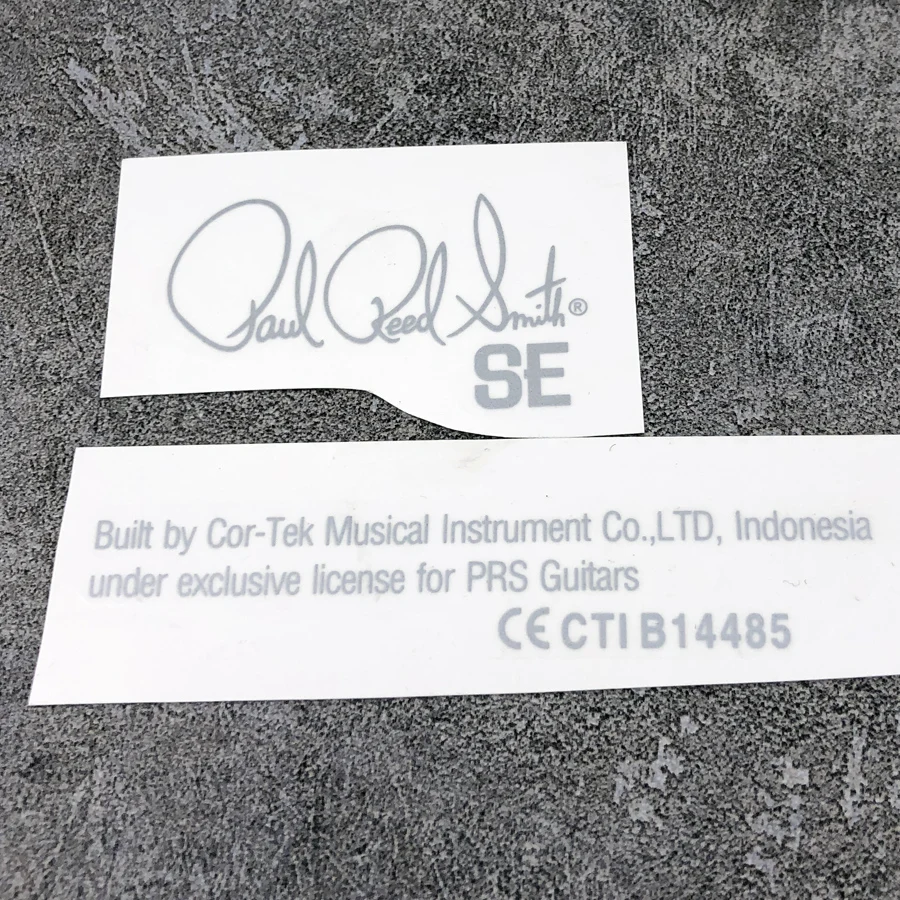 Paul Reed Smith®
SE
Built by Cor-Tek Musical Instrument Co.,LTD, Indonesia
under exclusive license for PRS Guitars
CE CTI B14485